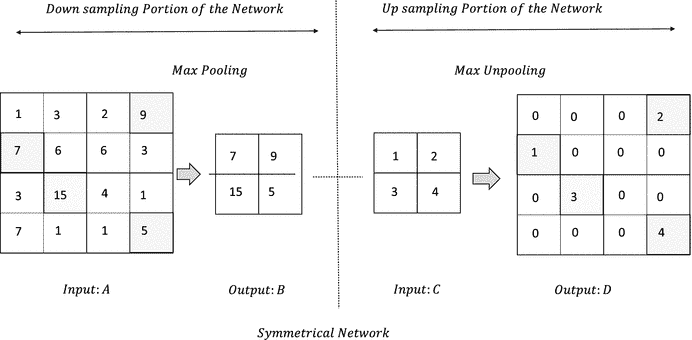 Down sampling Portion of the Network
Up sampling Portion of the Network
Max Pooling
Max Unpooling
1 3 2 9
7 6 6 3
3 15 4 1
7 1 1 5
7 9
15 5
1 2
3 4
0 0 0 2
1 0 0 0
0 3 0 0
0 0 0 4
Input: A
Output: B
Input: C
Output: D
Symmetrical Network